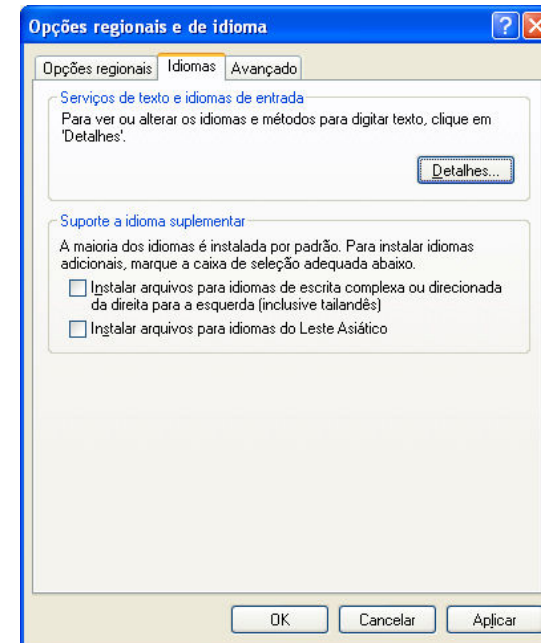 Opções regionais e de idioma
Opções regionais Idiomas Avançado
Serviços de texto e idiomas de entrada
Para ver ou alterar os idiomas e métodos para digitar texto, clique em
'Detalhes'.
Detalhes...
Suporte a idioma suplementar
A maioria dos idiomas é instalada por padrão. Para instalar idiomas
adicionais, marque a caixa de seleção adequada abaixo.
Instalar arquivos para idiomas de escrita complexa ou direcionada
da direita para a esquerda (inclusive tailandês)
Instalar arquivos para idiomas do Leste Asiático
OK Cancelar Aplicar